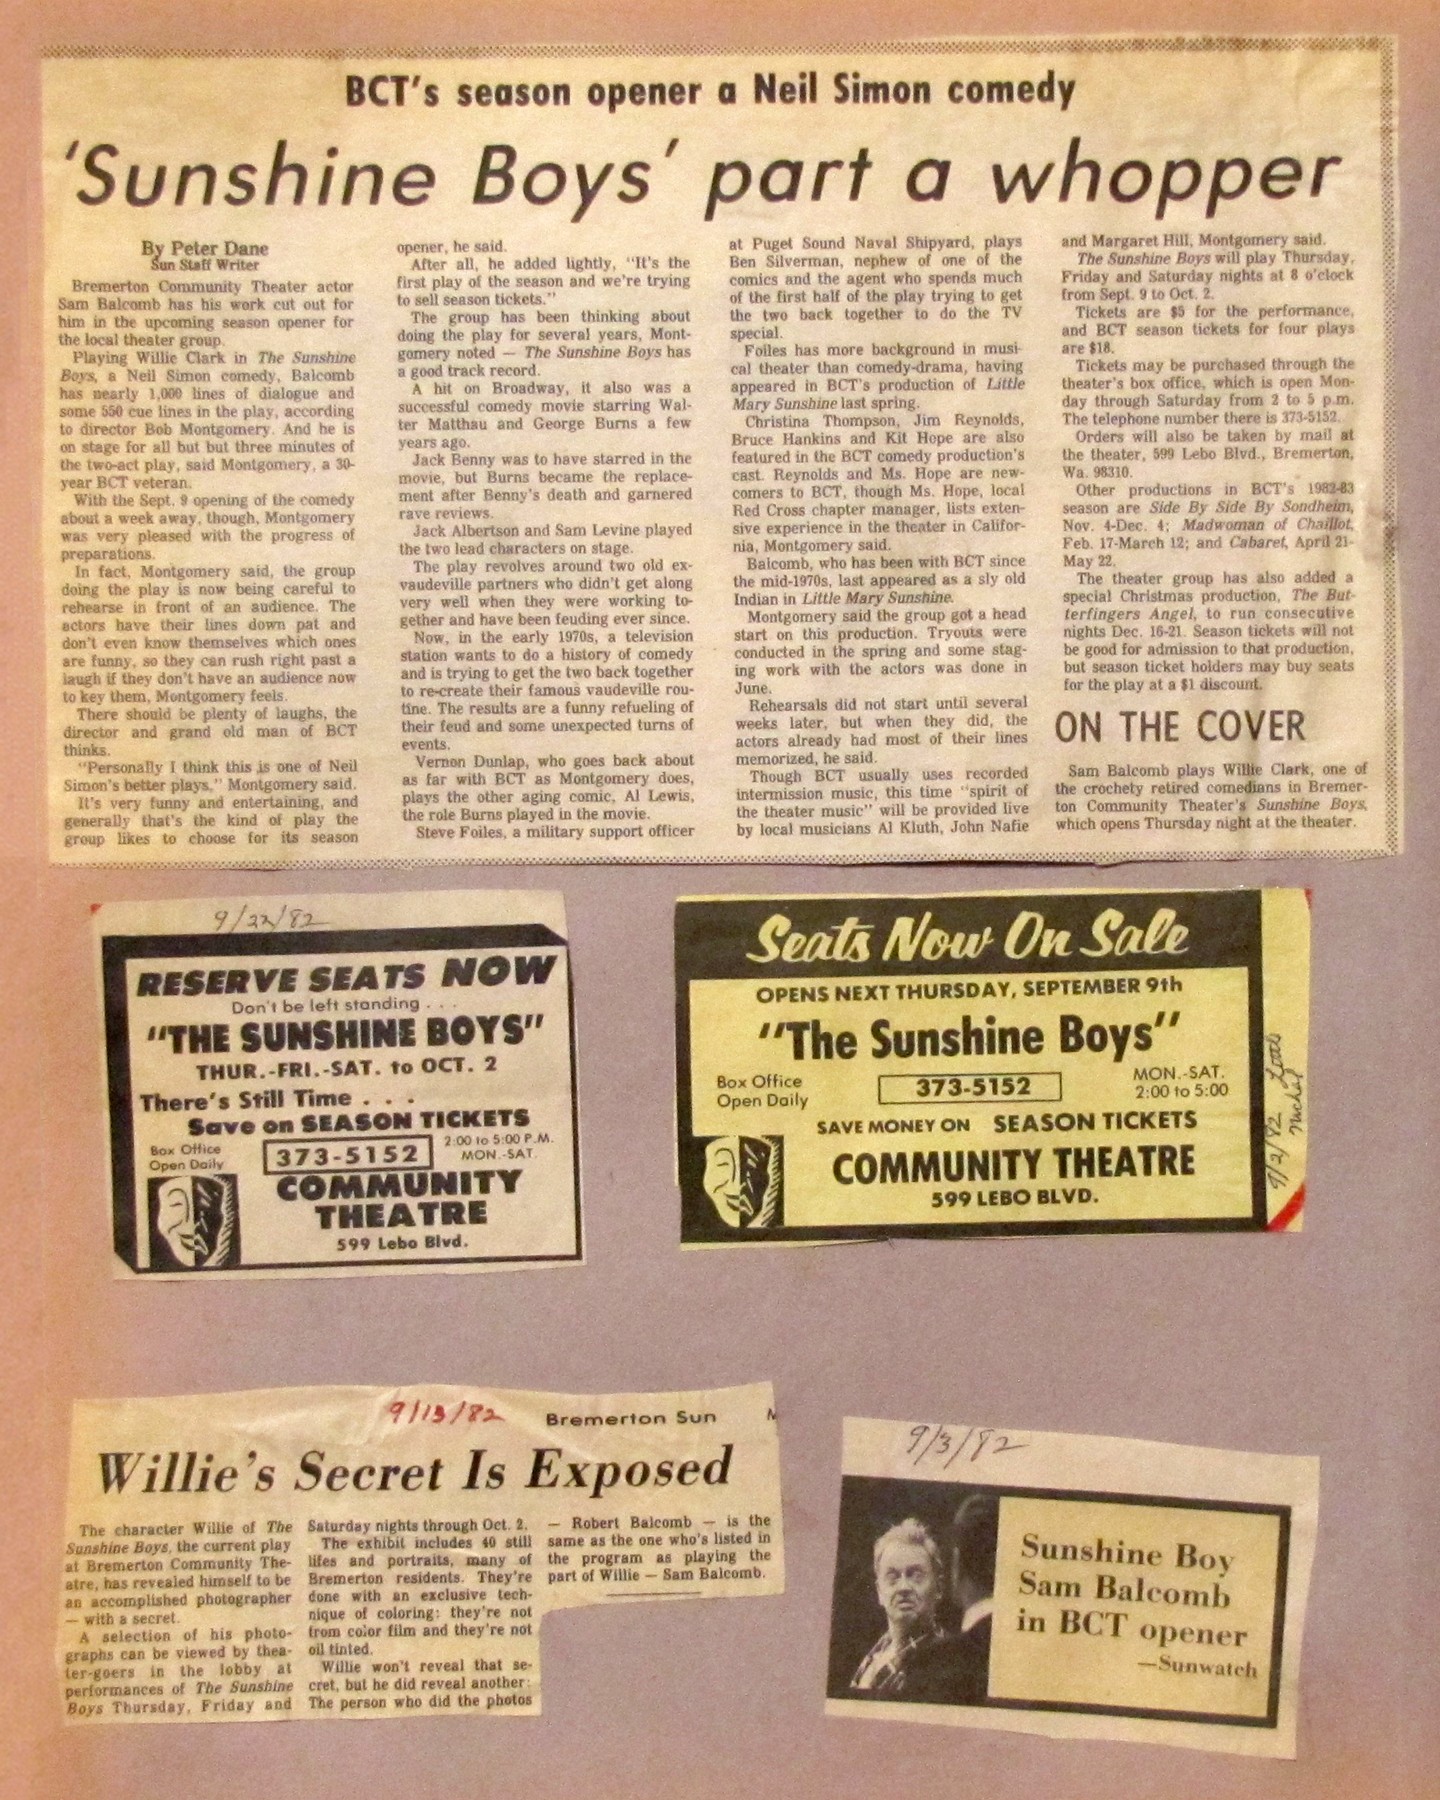 BCT's season opener a Neil Simon comedy
'Sunshine Boys' part a whopper
By Peter Dane
Sun Staff Writer
Bremerton Community Theater actor
Sam Balcomb has his work cut out for
him in the upcoming season opener for
the local theater group.
Playing Willie Clark in The Sunshine
Boys, a Neil Simon comedy, Balcomb
has nearly 1,000 lines of dialogue and
some 550 cue lines in the play, according
to director Bob Montgomery. And he is
on stage for all but but three minutes of
the two-act play, said Montgomery, a 30-
year BCT veteran.
With the Sept. 9 opening of the comedy
about a week away, though, Montgomery
was very pleased with the progress of
preparations.
In fact, Montgomery said, the group
doing the play is now being careful to
rehearse in front of an audience. The
actors have their lines down pat and
don't even know themselves which ones
are funny, so they can rush right past a
laugh if they don't have an audience now
to key them, Montgomery feels.
There should be plenty of laughs, the
director and grand old man of BCT
thinks.
"Personally I think this is one of Neil
Simon's better plays," Montgomery said.
It's very funny and entertaining, and
generally that's the kind of play the
group likes to choose for its season
opener, he said.
After all, he added lightly, "It's the
first play of the season and we're trying
to sell season tickets."
The group has been thinking about
doing the play for several years, Mont-
gomery noted — The Sunshine Boys has
a good track record.
A hit on Broadway, it also was a
successful comedy movie starring Wal-
ter Matthau and George Burns a few
years ago.
Jack Benny was to have starred in the
movie, but Burns became the replace-
ment after Benny's death and garnered
rave reviews.
Jack Albertson and Sam Levine played
the two lead characters on stage.
The play revolves around two old ex-
vaudeville partners who didn't get along
very well when they were working to-
gether and have been feuding ever since.
Now, in the early 1970s, a television
station wants to do a history of comedy
and is trying to get the two back together
to re-create their famous vaudeville rou-
tine. The results are a funny refueling of
their feud and some unexpected turns of
events.
Vernon Dunlap, who goes back about
as far with BCT as Montgomery does,
plays the other aging comic, Al Lewis,
the role Burns played in the movie.
Steve Foiles, a military support officer
at Puget Sound Naval Shipyard, plays
Ben Silverman, nephew of one of the
comics and the agent who spends much
of the first half of the play trying to get
the two back together to do the TV
special.
Foiles has more background in musi-
cal theater than comedy-drama, having
appeared in BCT's production of Little
Mary Sunshine last spring.
Christina Thompson, Jim Reynolds,
Bruce Hankins and Kit Hope are also
featured in the BCT comedy production's
cast. Reynolds and Ms. Hope are new-
comers to BCT, though Ms. Hope, local
Red Cross chapter manager, lists exten-
sive experience in the theater in Califor-
nia, Montgomery said.
Balcomb, who has been with BCT since
the mid-1970s, last appeared as a sly old
Indian in Little Mary Sunshine.
Montgomery said the group got a head
start on this production. Tryouts were
conducted in the spring and some stag-
ing work with the actors was done in
June.
Rehearsals did not start until several
weeks later, but when they did, the
actors already had most of their lines
memorized, he said.
Though BCT usually uses recorded
intermission music, this time "spirit of
the theater music" will be provided live
by local musicians Al Kluth, John Nafie
and Margaret Hill, Montgomery said.
The Sunshine Boys will play Thursday,
Friday and Saturday nights at 8 o'clock
from Sept. 9 to Oct. 2.
Tickets are $5 for the performance,
and BCT season tickets for four plays
are $18.
Tickets may be purchased through the
theater's box office, which is open Mon-
day through Saturday from 2 to 5 p.m.
The telephone number there is 373-5152.
Orders will also be taken by mail at
the theater, 599 Lebo Blvd., Bremerton,
Wa. 98310.
Other productions in BCT's 1982-83
season are Side By Side By Sondheim,
Nov. 4-Dec. 4; Madwoman of Chaillot,
Feb. 17-March 12; and Cabaret, April 21-
May 22.
The theater group has also added a
special Christmas production, The But-
terfingers Angel, to run consecutive
nights Dec. 16-21. Season tickets will not
be good for admission to that production,
but season ticket holders may buy seats
for the play at a $1 discount.
ON THE COVER
Sam Balcomb plays Willie Clark, one of
the crochety retired comedians in Bremer-
ton Community Theater's Sunshine Boys,
which opens Thursday night at the theater.
9/22/82
RESERVE SEATS NOW
Don't be left standing . . .
"THE SUNSHINE BOYS"
THUR.-FRI.-SAT. to OCT. 2
There's Still Time . . .
Save on SEASON TICKETS
Box Office
Open Daily
373-5152
2:00 to 5:00 P.M.
MON.-SAT.
COMMUNITY
THEATRE
599 Lebo Blvd.
Seats Now On Sale
OPENS NEXT THURSDAY, SEPTEMBER 9th
"The Sunshine Boys"
Box Office
Open Daily
373-5152
MON.-SAT.
2:00 to 5:00
SAVE MONEY ON SEASON TICKETS
COMMUNITY THEATRE
599 LEBO BLVD.
9/2/82
9/13/82
Bremerton Sun
Willie's Secret Is Exposed
The character Willie of The
Sunshine Boys, the current play
at Bremerton Community The-
atre, has revealed himself to be
an accomplished photographer
— with a secret.
A selection of his photo-
graphs can be viewed by thea-
ter-goers in the lobby at
performances of The Sunshine
Boys Thursday, Friday and
Saturday nights through Oct. 2.
The exhibit includes 40 still
lifes and portraits, many of
Bremerton residents. They're
done with an exclusive tech-
nique of coloring: they're not
from color film and they're not
oil tinted.
Willie won't reveal that se-
cret, but he did reveal another:
The person who did the photos
— Robert Balcomb — is the
same as the one who's listed in
the program as playing the
part of Willie — Sam Balcomb.
9/3/82
Sunshine Boy
Sam Balcomb
in BCT opener
—Sunwatch